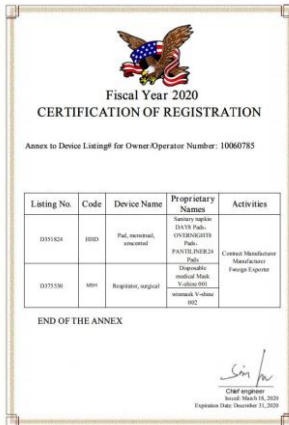 Fiscal Year 2020
CERTIFICATION OF REGISTRATION
Annex to Device Listing# for Owner/Operator Number: 10060785
Listing No. Code Device Name Proprietary Names Activities
D351824 HHD Pad, menstrual, unscented
Sanitary napkin
DAY8 Pads、
OVERNIGHT8
Pads、
PANTILINER24
Pads
D375330 MSH Respirator, surgical
Disposable
medical Mask
V-shine 001
V-shine
002
Contract Manufacturer
Manufacturer
Foreign Exporter
END OF THE ANNEX
Chief engineer
Issued: March 18, 2020
Expiration Date: December 31, 2020